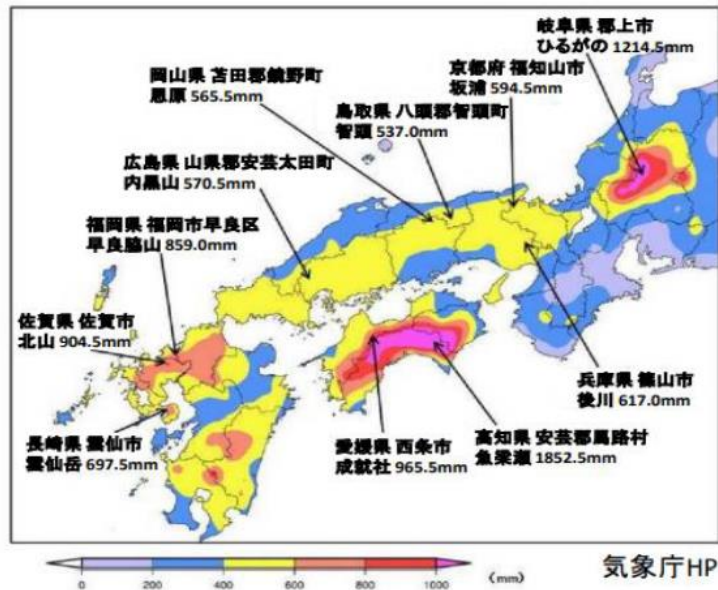 岐阜県 郡上市
ひるがの 1214.5mm
岡山県 苫田郡鏡野町
恩原 565.5mm
京都府 福知山市
坂浦 594.5mm
鳥取県 八頭郡智頭町
智頭 537.0mm
広島県 山県郡安芸太田町
内黒山 570.5mm
福岡県 福岡市早良区
早良脇山 859.0mm
佐賀県 佐賀市
北山 904.5mm
兵庫県 篠山市
後川 617.0mm
長崎県 雲仙市
雲仙岳 697.5mm
愛媛県 西条市
成就社 965.5mm
高知県 安芸郡馬路村
魚梁瀬 1852.5mm
0 200 400 600 800 1000 (mm)
気象庁HP